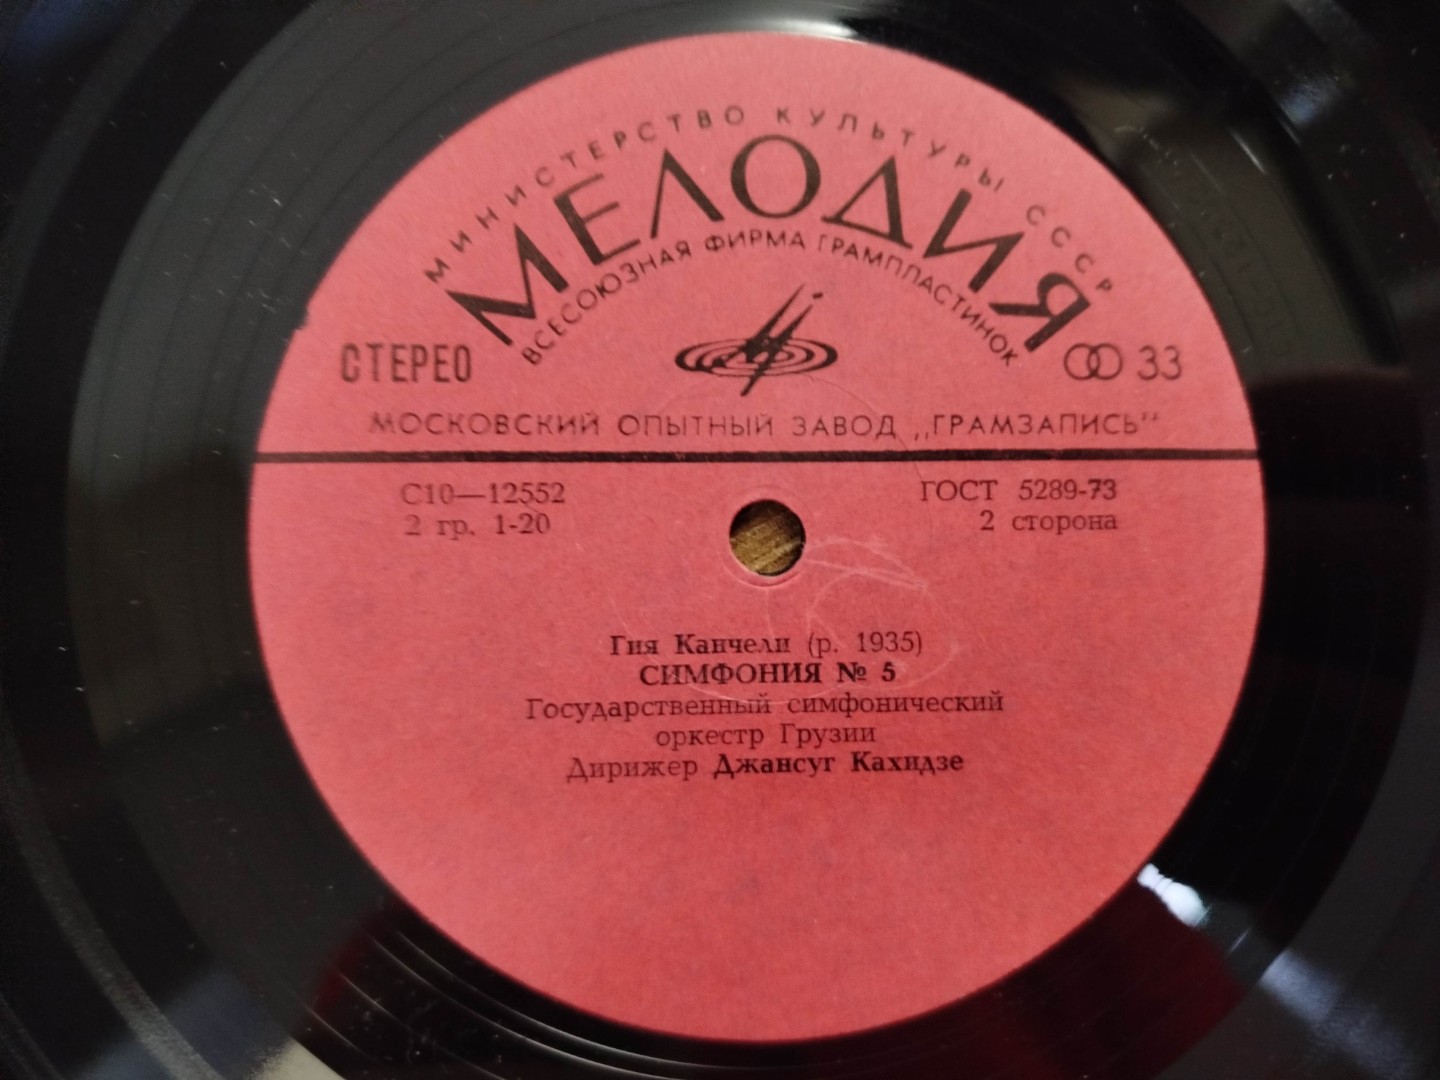 МИНИСТЕРСТВО КУЛЬТУРЫ СССР
МЕЛОДИЯ
ВСЕСОЮЗНАЯ ФИРМА ГРАМПЛАСТИНОК
СТЕРЕО
33
МОСКОВСКИЙ ОПЫТНЫЙ ЗАВОД „ГРАМЗАПИСЬ“
С10—12552
ГОСТ 5289-73
2 гр. 1-20
2 сторона
Гия Канчели (р. 1935)
СИМФОНИЯ № 5
Государственный симфонический
оркестр Грузии
Дирижер Джансуг Кахидзе